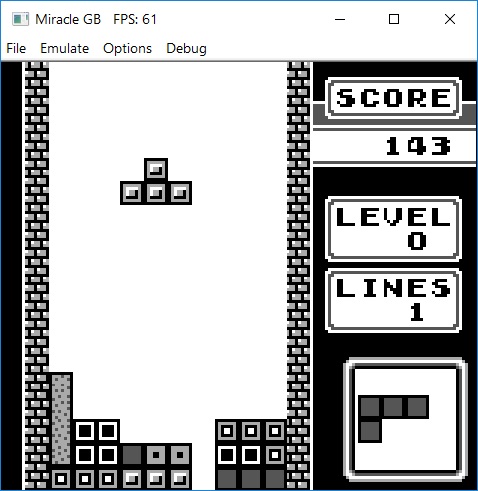 Miracle GB FPS: 61
File Emulate Options Debug
SCORE
143
LEVEL
0
LINES
1